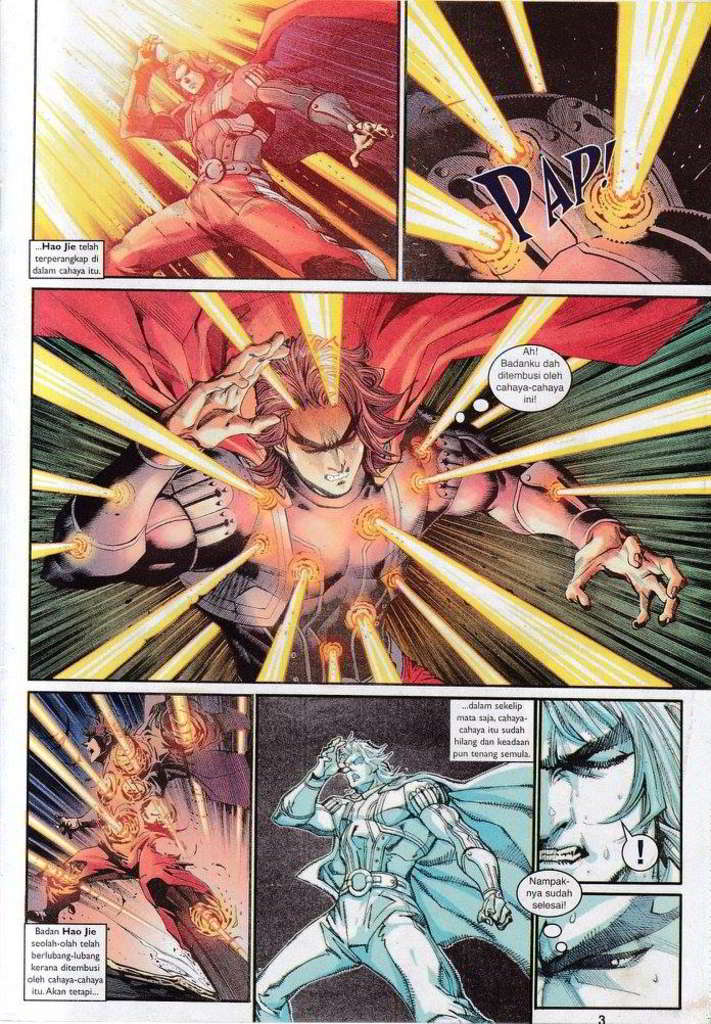 ...Hao Jie telah
terperangkap di
dalam cahaya itu.
PAP!
Ah!
Badanku dah
ditembusi oleh
cahaya-cahaya
ini!
Badan Hao Jie
seolah-olah telah
berlubang-lubang
kerana ditembusi
oleh cahaya-cahaya
itu. Akan tetapi...
...dalam sekelip
mata saja, cahaya-
cahaya itu sudah
hilang dan keadaan
pun tenang semula.
!
Nampak-
nya sudah
selesai!
3